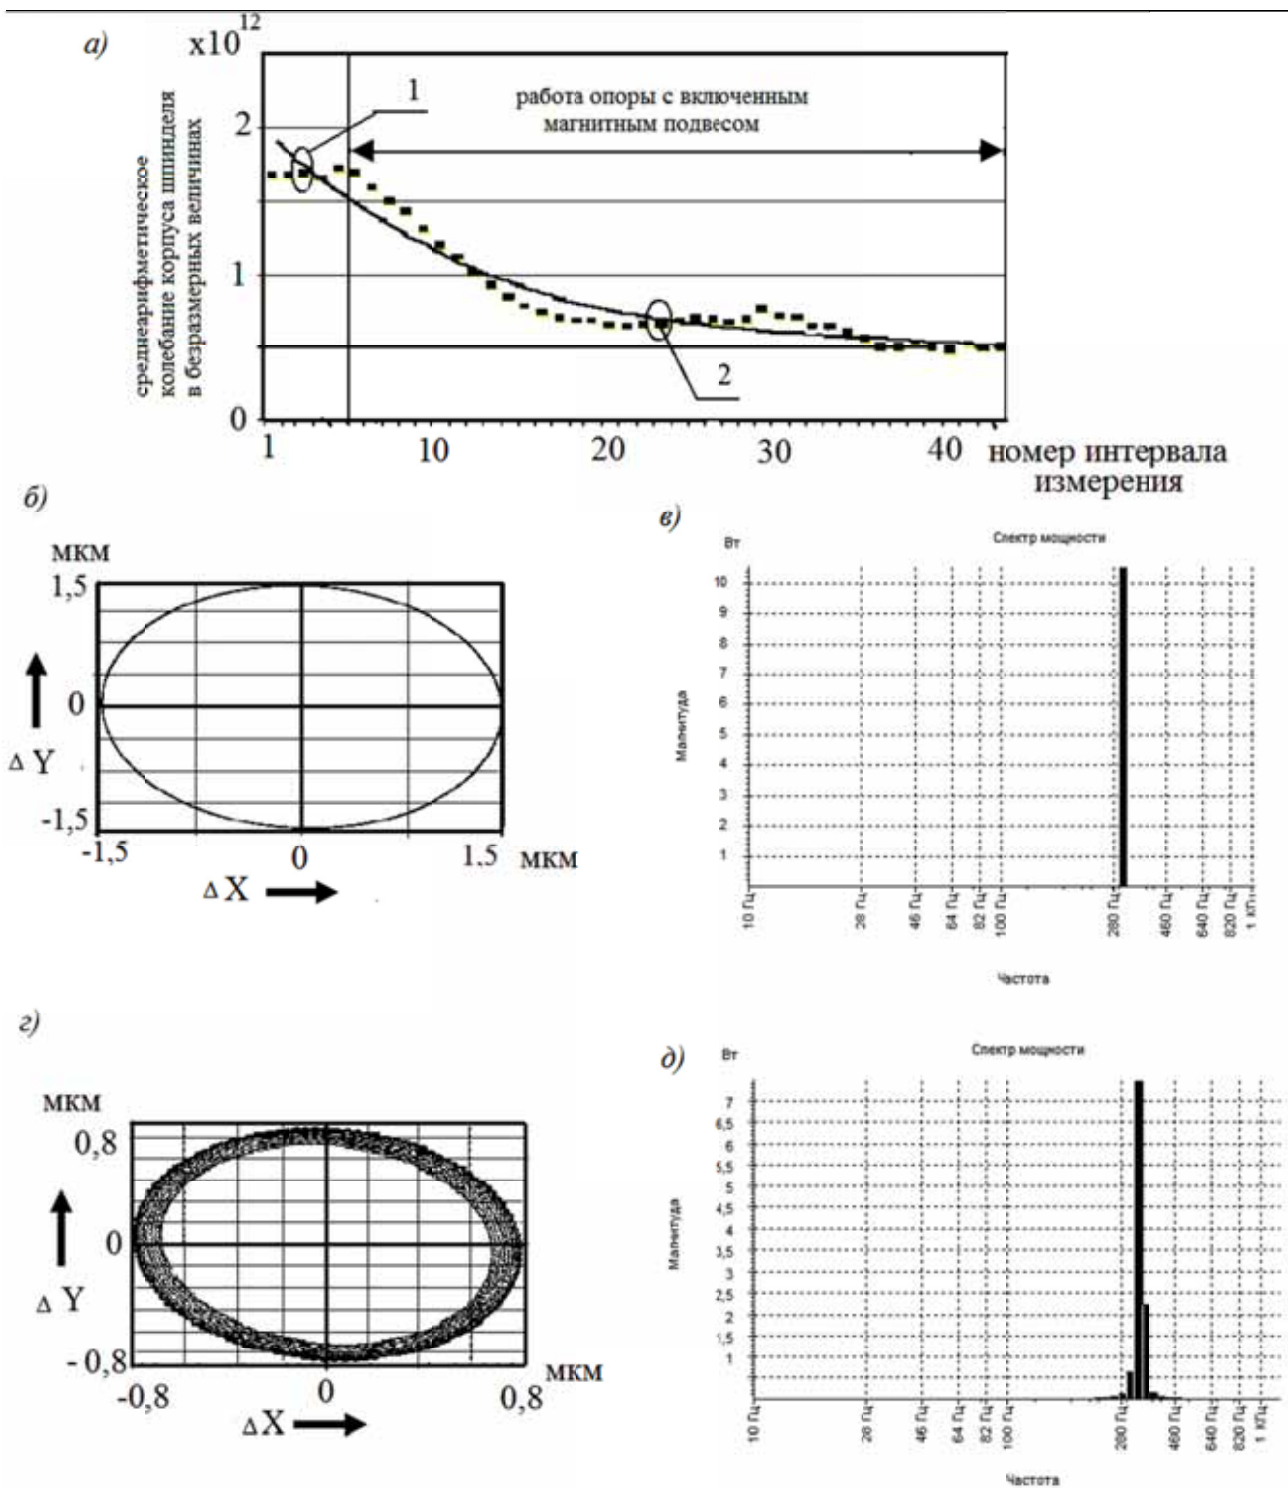 а)
x10¹²
среднеарифметическое
колебание корпуса шпинделя
в безразмерных величинах
2
1
0
1
работа опоры с включенным
магнитным подвесом
2
1
10
20
30
40
номер интервала
измерения
б)
мкм
1,5
0
Δ Y
-1,5
-1,5
0
1.5
мкм
Δ X
в)
Вт
Спектр мощности
Магнитуда
10
9
8
7
6
5
4
3
2
1
10 Гц
28 Гц
46 Гц
64 Гц
82 Гц
100 Гц
280 Гц
460 Гц
640 Гц
820 Гц
1 кГц
Частота
г)
мкм
0,8
0
Δ Y
-0,8
-0,8
0
0,8
мкм
ΔX
д)
Вт
Спектр мощности
Магнитуда
7
6,5
6
5,5
5
4,5
4
3,5
3
2,5
2
1,5
1
10 Гц
28 Гц
46 Гц
64 Гц
82 Гц
100 Гц
280 Гц
460 Гц
640 Гц
820 Гц
1 кГц
Частота